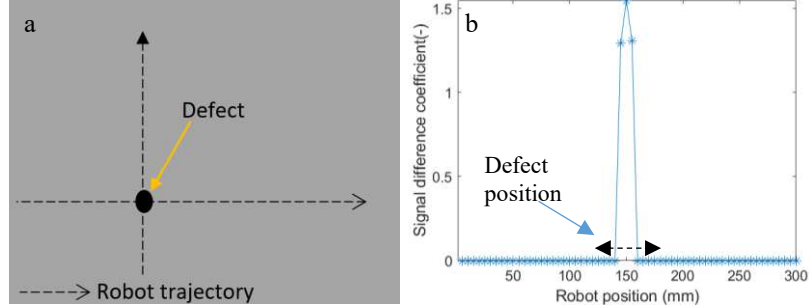 a
Defect
Robot trajectory
b
Signal difference coefficient(-)
1.5
1
0.5
0
Defect
position
50 100 150 200 250 300
Robot position (mm)